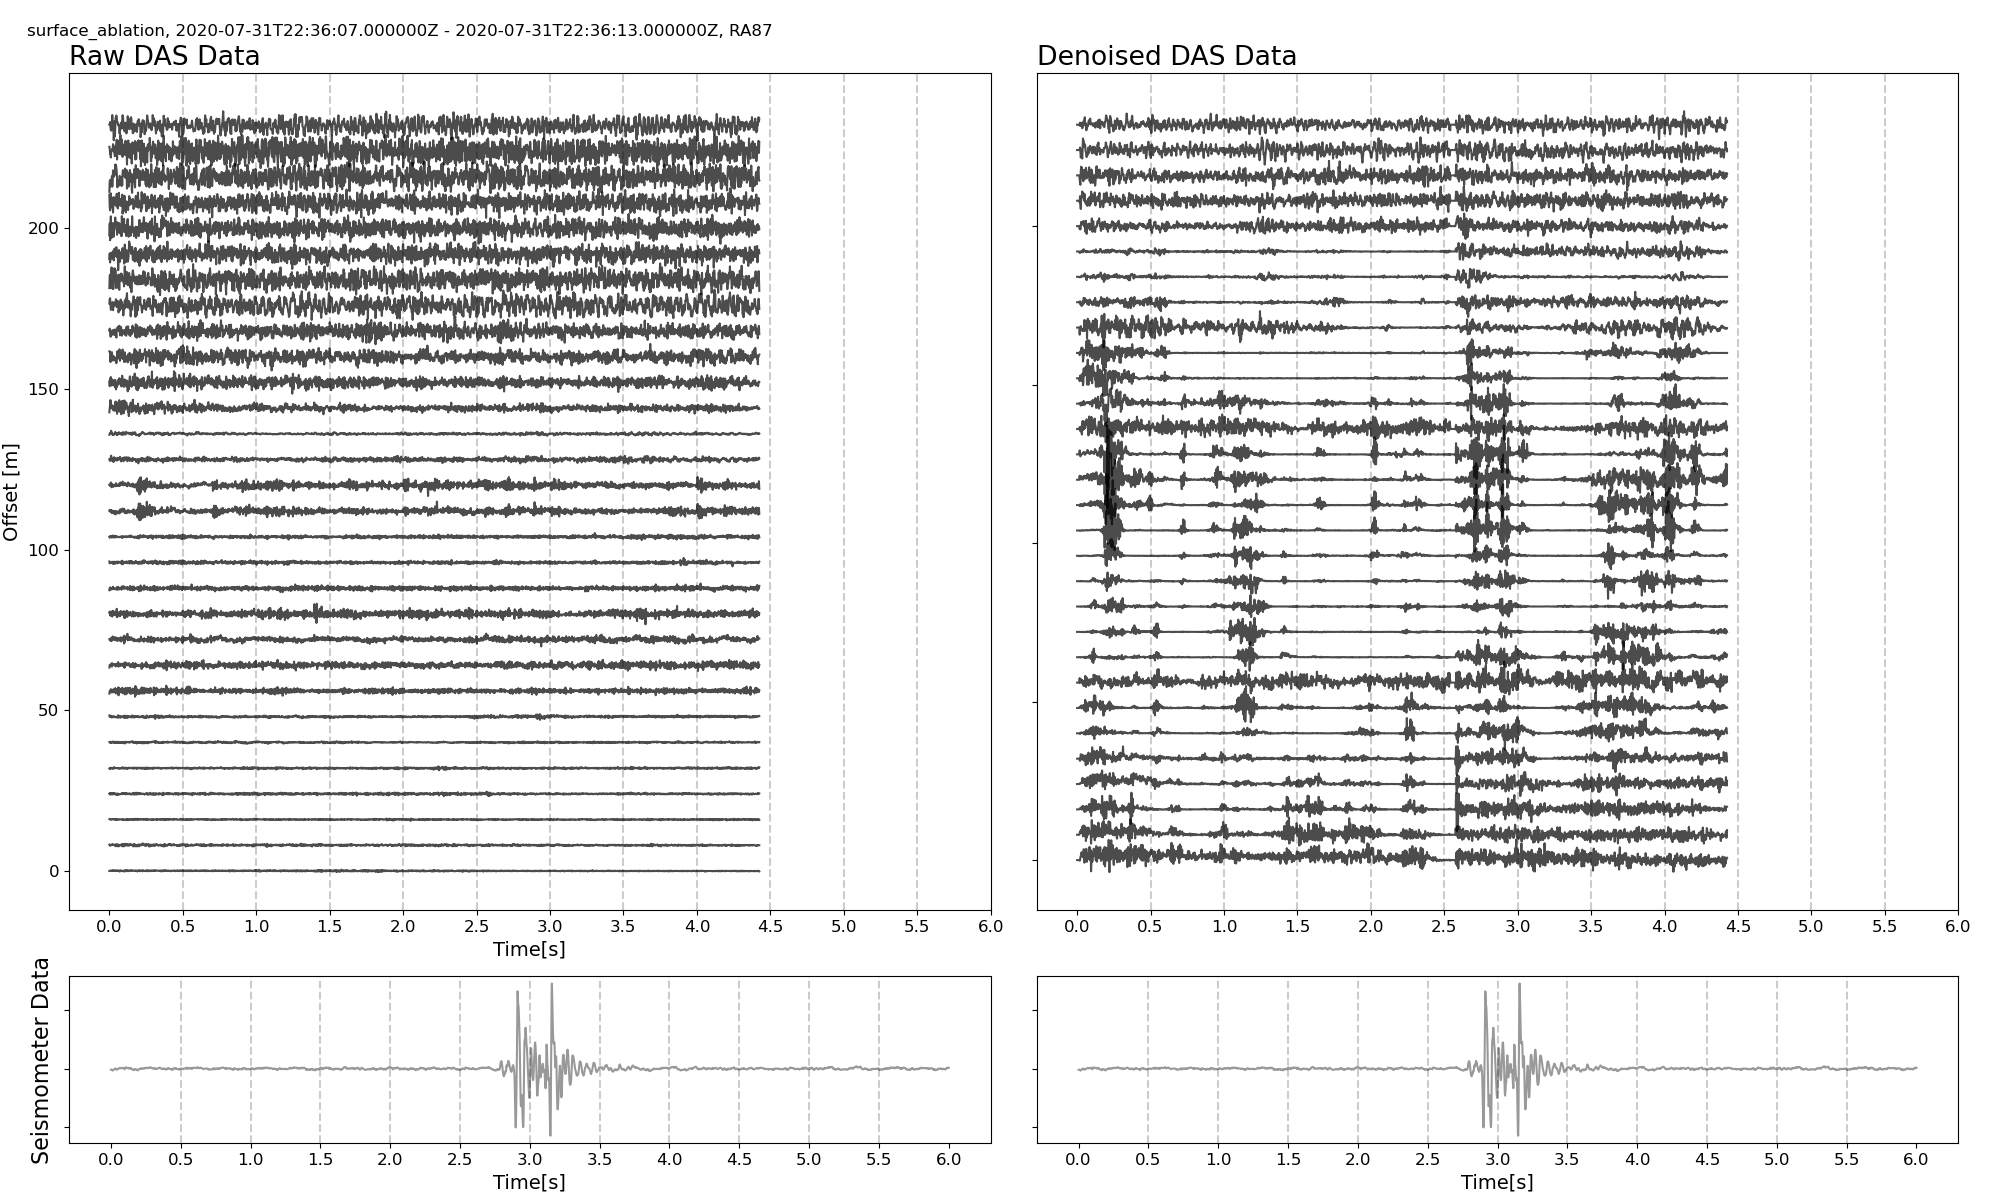 surface_ablation, 2020-07-31T22:36:07.000000Z - 2020-07-31T22:36:13.000000Z, RA87
Raw DAS Data
Denoised DAS Data
Offset [m]
200
150
100
50
0
0.0 0.5 1.0 1.5 2.0 2.5 3.0 3.5 4.0 4.5 5.0 5.5 6.0
Time[s]
0.0 0.5 1.0 1.5 2.0 2.5 3.0 3.5 4.0 4.5 5.0 5.5 6.0
Seismometer Data
0.0 0.5 1.0 1.5 2.0 2.5 3.0 3.5 4.0 4.5 5.0 5.5 6.0
Time[s]
0.0 0.5 1.0 1.5 2.0 2.5 3.0 3.5 4.0 4.5 5.0 5.5 6.0
Time[s]